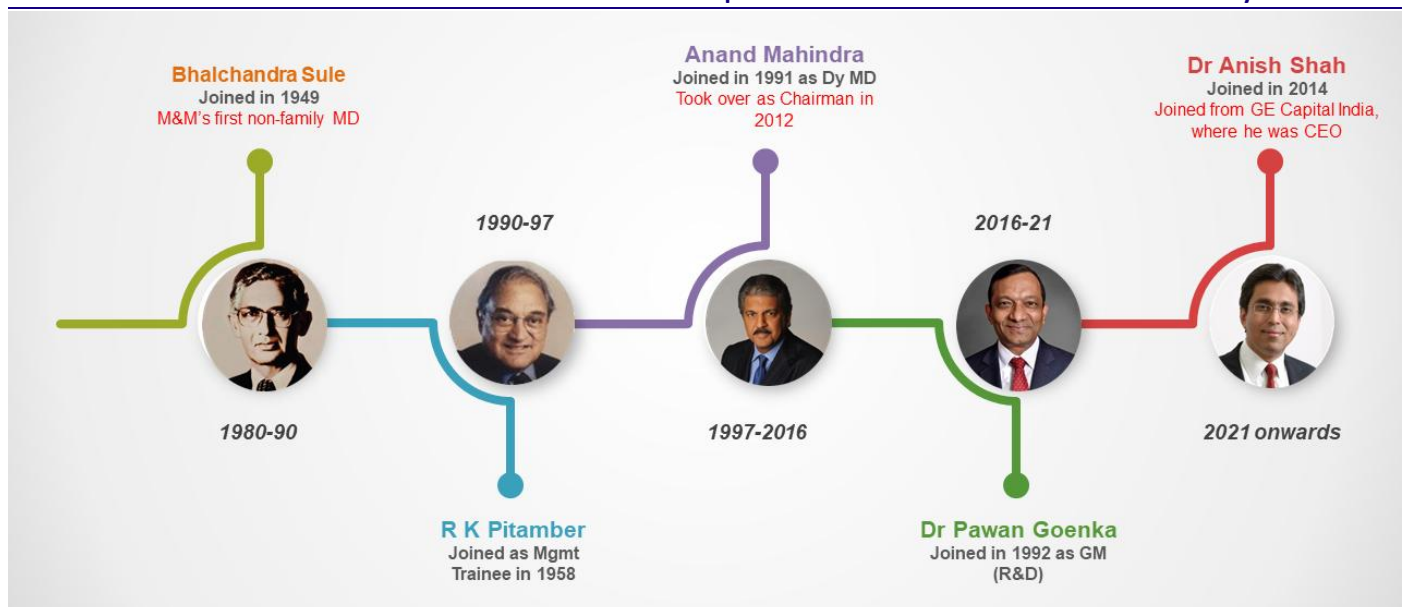 Bhalchandra Sule
Joined in 1949
M&M's first non-family MD
1980-90
1990-97
R K Pitamber
Joined as Mgmt
Trainee in 1958
Anand Mahindra
Joined in 1991 as Dy MD
Took over as Chairman in
2012
1997-2016
2016-21
Dr Pawan Goenka
Joined in 1992 as GM
(R&D)
Dr Anish Shah
Joined in 2014
Joined from GE Capital India,
where he was CEO
2021 onwards